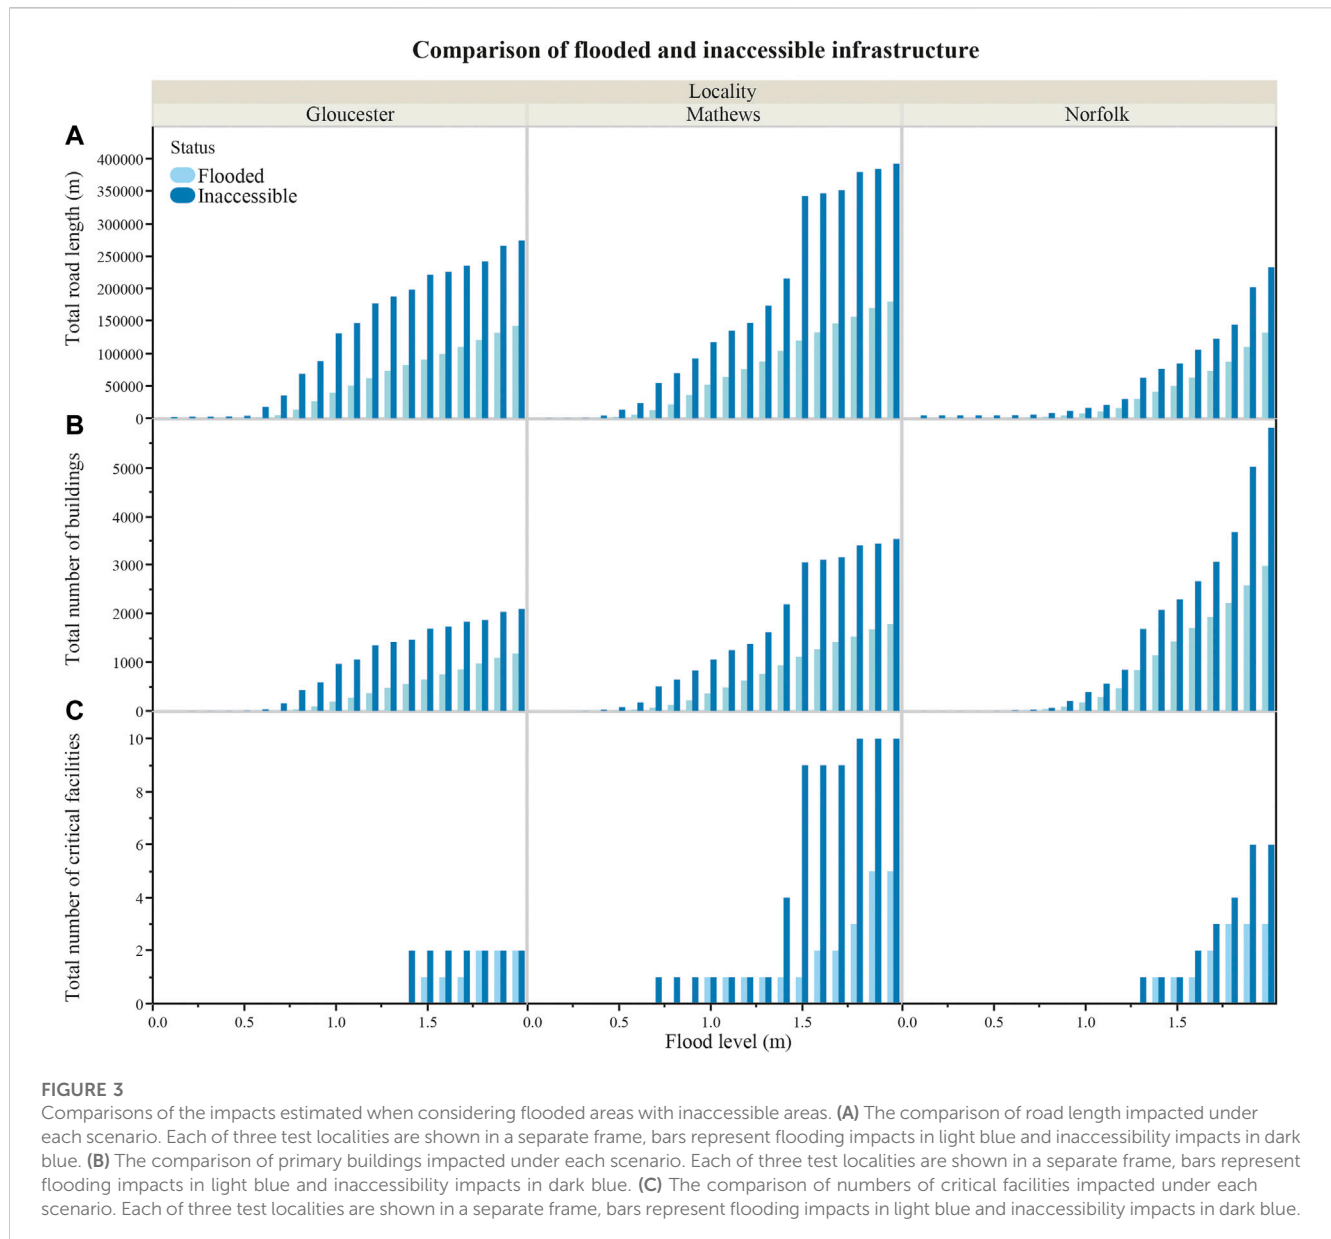 Comparison of flooded and inaccessible infrastructure
Locality
Gloucester Mathews Norfolk
A
Status
Flooded
Inaccessible
Total road length (m)
400000
350000
300000
250000
200000
150000
100000
50000
0
B
Total number of buildings
5000
4000
3000
2000
1000
0
C
Total number of critical facilities
10
8
6
4
2
0
0.0 0.5 1.0 1.5 0.0 0.5 1.0 1.5 0.0 0.5 1.0 1.5
Flood level (m)
FIGURE 3
Comparisons of the impacts estimated when considering flooded areas with inaccessible areas. (A) The comparison of road length impacted under
each scenario. Each of three test localities are shown in a separate frame, bars represent flooding impacts in light blue and inaccessibility impacts in dark
blue. (B) The comparison of primary buildings impacted under each scenario. Each of three test localities are shown in a separate frame, bars represent
flooding impacts in light blue and inaccessibility impacts in dark blue. (C) The comparison of numbers of critical facilities impacted under each
scenario. Each of three test localities are shown in a separate frame, bars represent flooding impacts in light blue and inaccessibility impacts in dark blue.